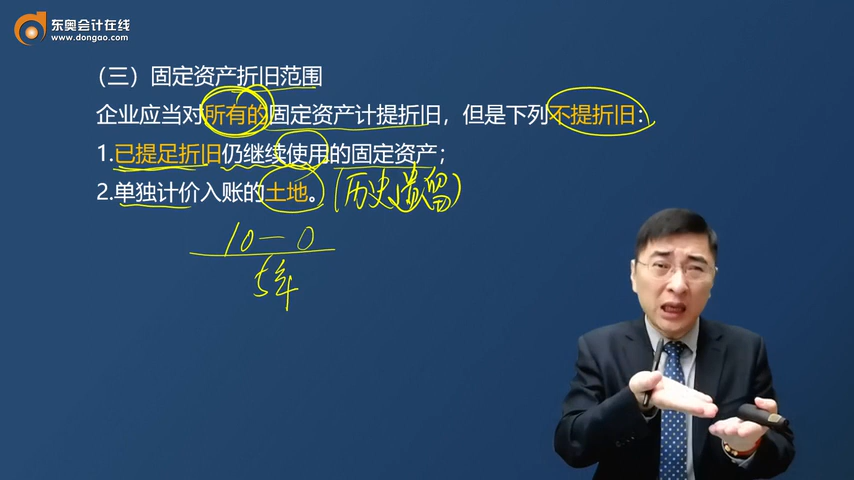 东奥会计在线
www.dongao.com
（三）固定资产折旧范围
企业应当对所有的固定资产计提折旧，但是下列不提折旧：
1.已提足折旧仍继续使用的固定资产；
2.单独计价入账的土地。（历史遗留）
10－0
5年